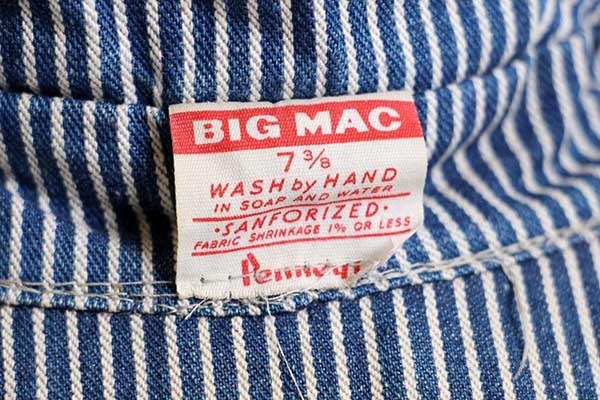 BIG MAC
7 3/8
WASH by HAND
IN SOAP AND WATER
·SANFORIZED·
FABRIC SHRINKAGE 1% OR LESS